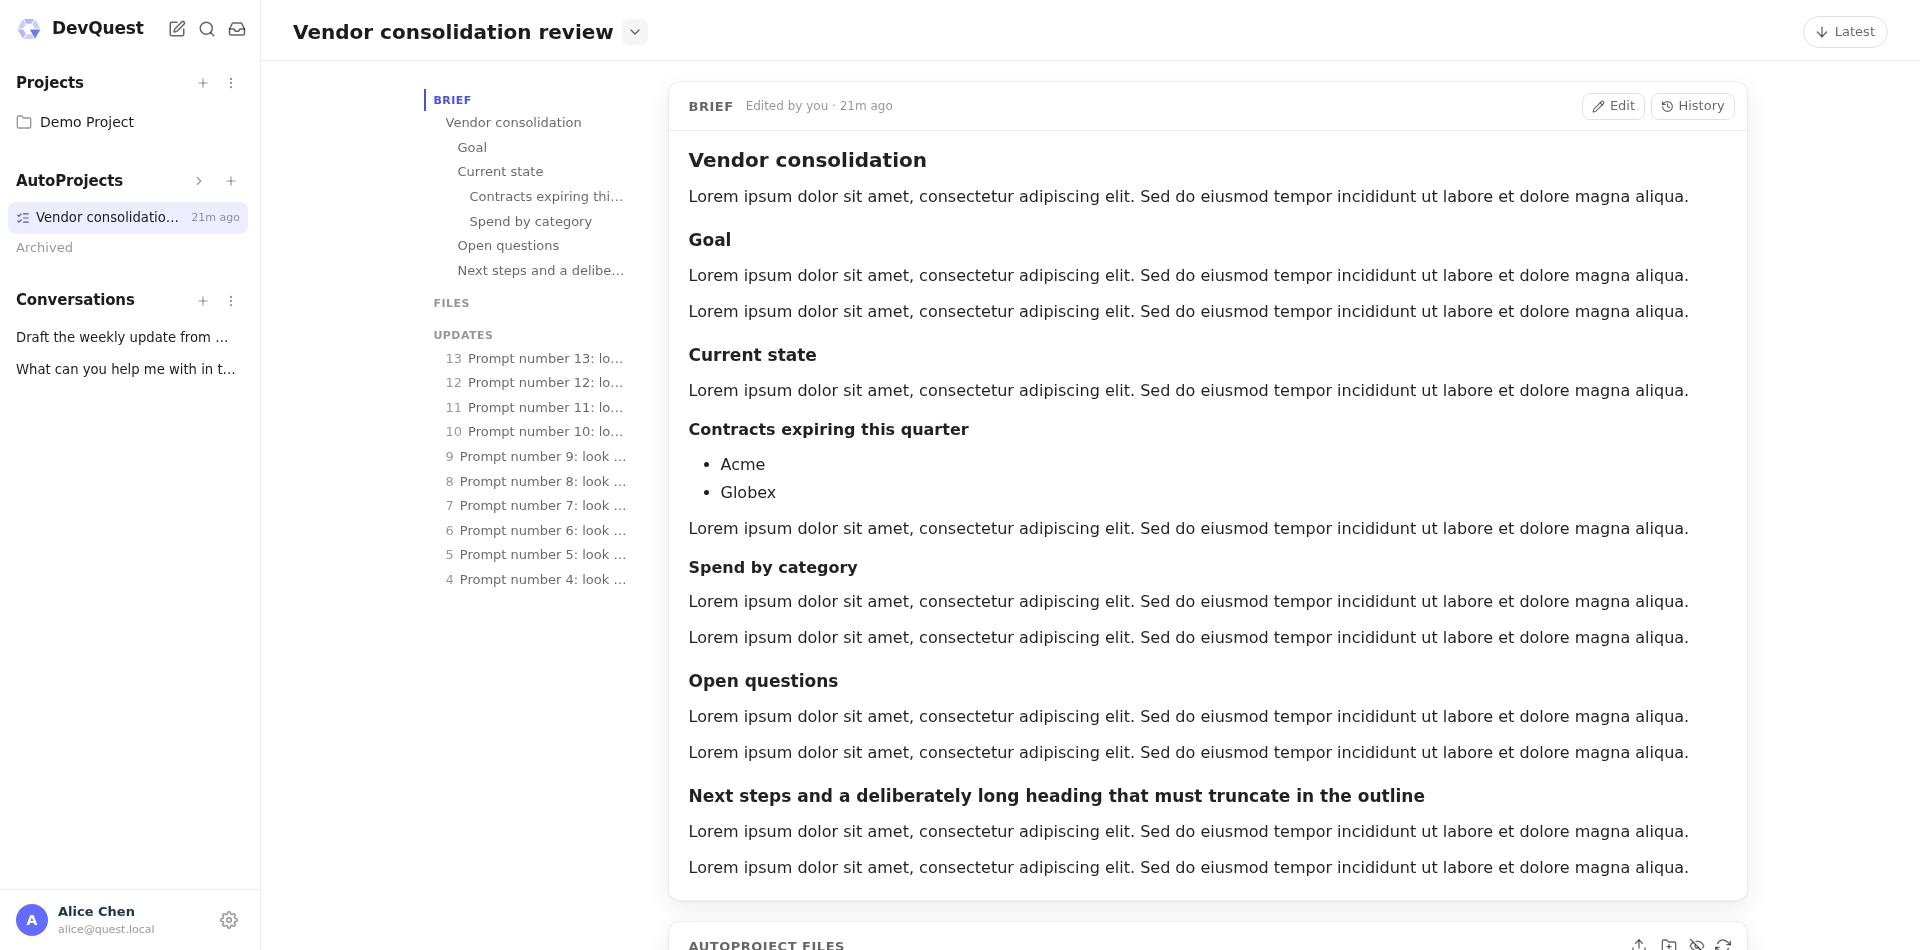 DevQuest
Projects
Demo Project
AutoProjects
Vendor consolidatio... 21m ago
Archived
Conversations
Draft the weekly update from ...
What can you help me with in t...
Alice Chen
A
alice@quest.local
Vendor consolidation review
Latest
BRIEF
Vendor consolidation
Goal
Current state
Contracts expiring thi...
Spend by category
Open questions
Next steps and a delibe...
FILES
UPDATES
13 Prompt number 13: lo...
12 Prompt number 12: lo...
11 Prompt number 11: lo...
10 Prompt number 10: lo...
9 Prompt number 9: look ...
8 Prompt number 8: look ...
7 Prompt number 7: look ...
6 Prompt number 6: look ...
5 Prompt number 5: look ...
4 Prompt number 4: look ...
BRIEF Edited by you · 21m ago Edit History
Vendor consolidation
Lorem ipsum dolor sit amet, consectetur adipiscing elit. Sed do eiusmod tempor incididunt ut labore et dolore magna aliqua.
Goal
Lorem ipsum dolor sit amet, consectetur adipiscing elit. Sed do eiusmod tempor incididunt ut labore et dolore magna aliqua.
Lorem ipsum dolor sit amet, consectetur adipiscing elit. Sed do eiusmod tempor incididunt ut labore et dolore magna aliqua.
Current state
Lorem ipsum dolor sit amet, consectetur adipiscing elit. Sed do eiusmod tempor incididunt ut labore et dolore magna aliqua.
Contracts expiring this quarter
• Acme
• Globex
Lorem ipsum dolor sit amet, consectetur adipiscing elit. Sed do eiusmod tempor incididunt ut labore et dolore magna aliqua.
Spend by category
Lorem ipsum dolor sit amet, consectetur adipiscing elit. Sed do eiusmod tempor incididunt ut labore et dolore magna aliqua.
Lorem ipsum dolor sit amet, consectetur adipiscing elit. Sed do eiusmod tempor incididunt ut labore et dolore magna aliqua.
Open questions
Lorem ipsum dolor sit amet, consectetur adipiscing elit. Sed do eiusmod tempor incididunt ut labore et dolore magna aliqua.
Lorem ipsum dolor sit amet, consectetur adipiscing elit. Sed do eiusmod tempor incididunt ut labore et dolore magna aliqua.
Next steps and a deliberately long heading that must truncate in the outline
Lorem ipsum dolor sit amet, consectetur adipiscing elit. Sed do eiusmod tempor incididunt ut labore et dolore magna aliqua.
Lorem ipsum dolor sit amet, consectetur adipiscing elit. Sed do eiusmod tempor incididunt ut labore et dolore magna aliqua.
AUTOPROJECT FILES